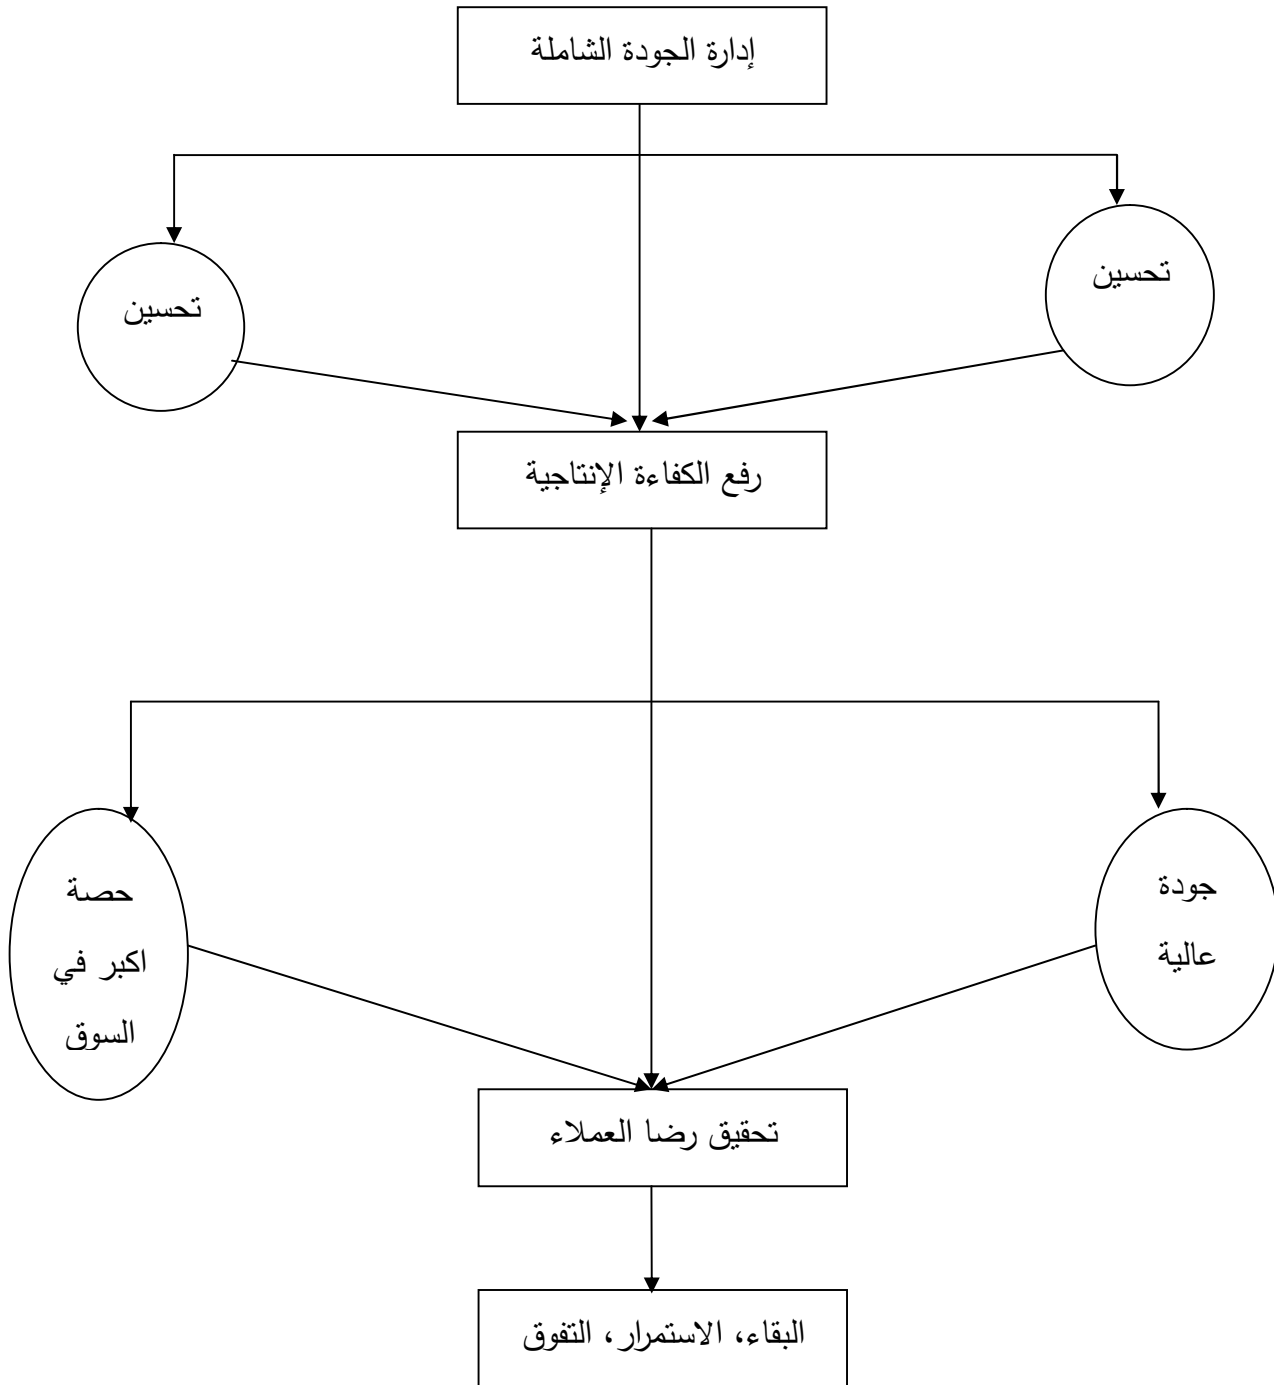 إدارة الجودة الشاملة
تحسين
تحسين
رفع الكفاءة الإنتاجية
جودة
عالية
حصة
اكبر في
السوق
تحقيق رضا العملاء
البقاء، الاستمرار، التفوق